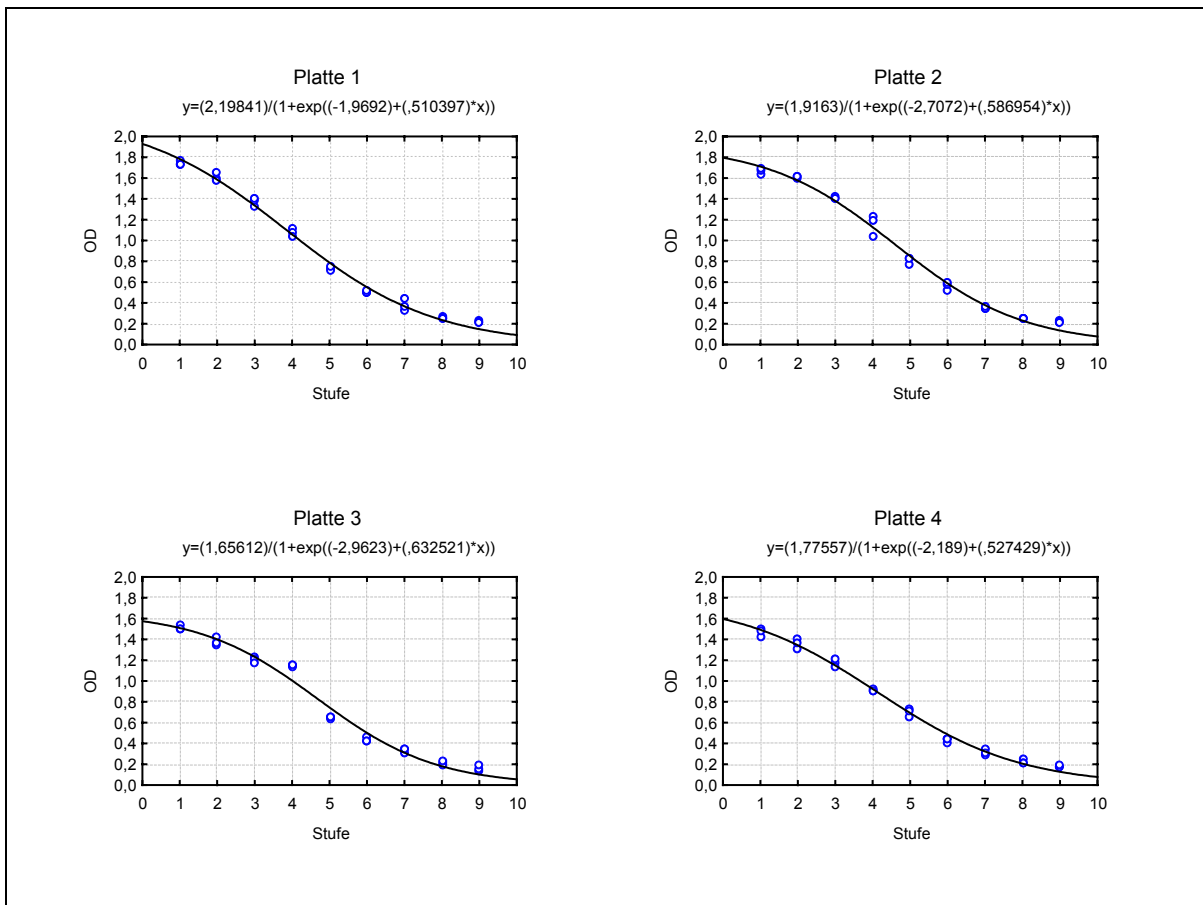 Platte 1
y=(2,19841)/(1+exp((-1,9692)+(,510397)*x))
2,0
1,8
1,6
1,4
1,2
1,0
0,8
0,6
0,4
0,2
0,0
OD
0 1 2 3 4 5 6 7 8 9 10
Stufe
Platte 2
y=(1,9163)/(1+exp((-2,7072)+(,586954)*x))
2,0
1,8
1,6
1,4
1,2
1,0
0,8
0,6
0,4
0,2
0,0
OD
0 1 2 3 4 5 6 7 8 9 10
Stufe
Platte 3
y=(1,65612)/(1+exp((-2,9623)+(,632521)*x))
2,0
1,8
1,6
1,4
1,2
1,0
0,8
0,6
0,4
0,2
0,0
OD
0 1 2 3 4 5 6 7 8 9 10
Stufe
Platte 4
y=(1,77557)/(1+exp((-2,189)+(,527429)*x))
2,0
1,8
1,6
1,4
1,2
1,0
0,8
0,6
0,4
0,2
0,0
OD
0 1 2 3 4 5 6 7 8 9 10
Stufe